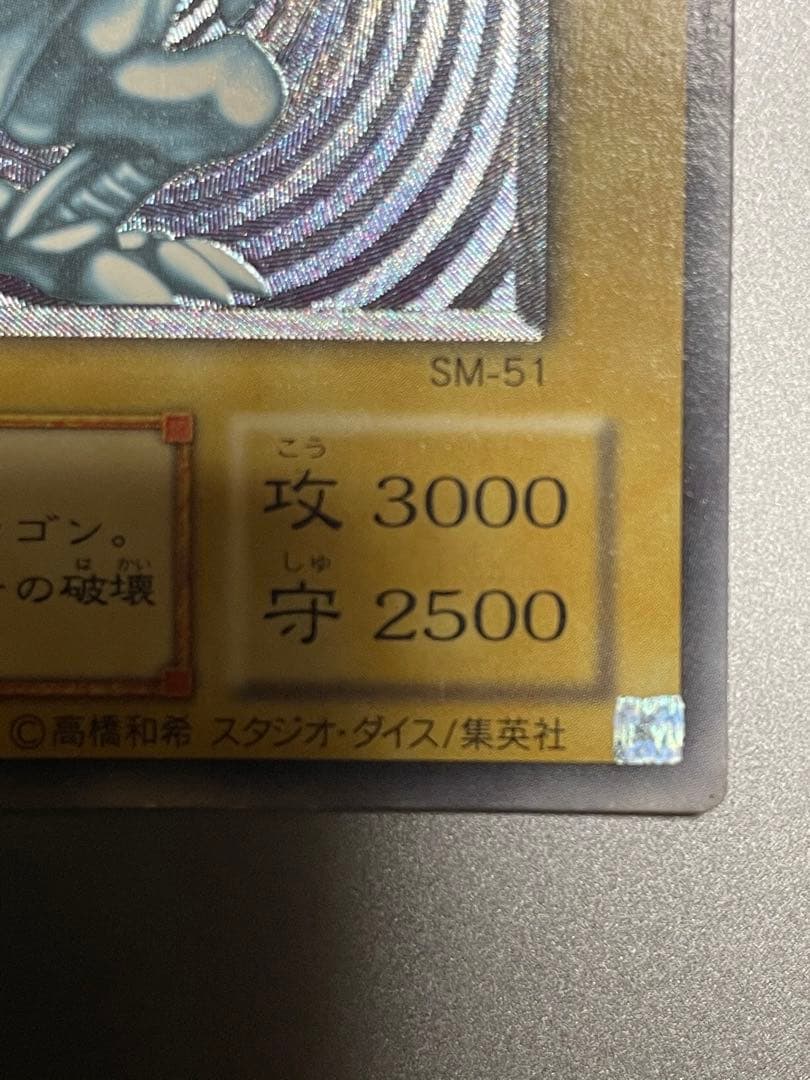 SM-51
こう
攻 3000
しゅ
守 2500
ゴン。
は かい
の破壊
©高橋和希 スタジオ・ダイス/集英社